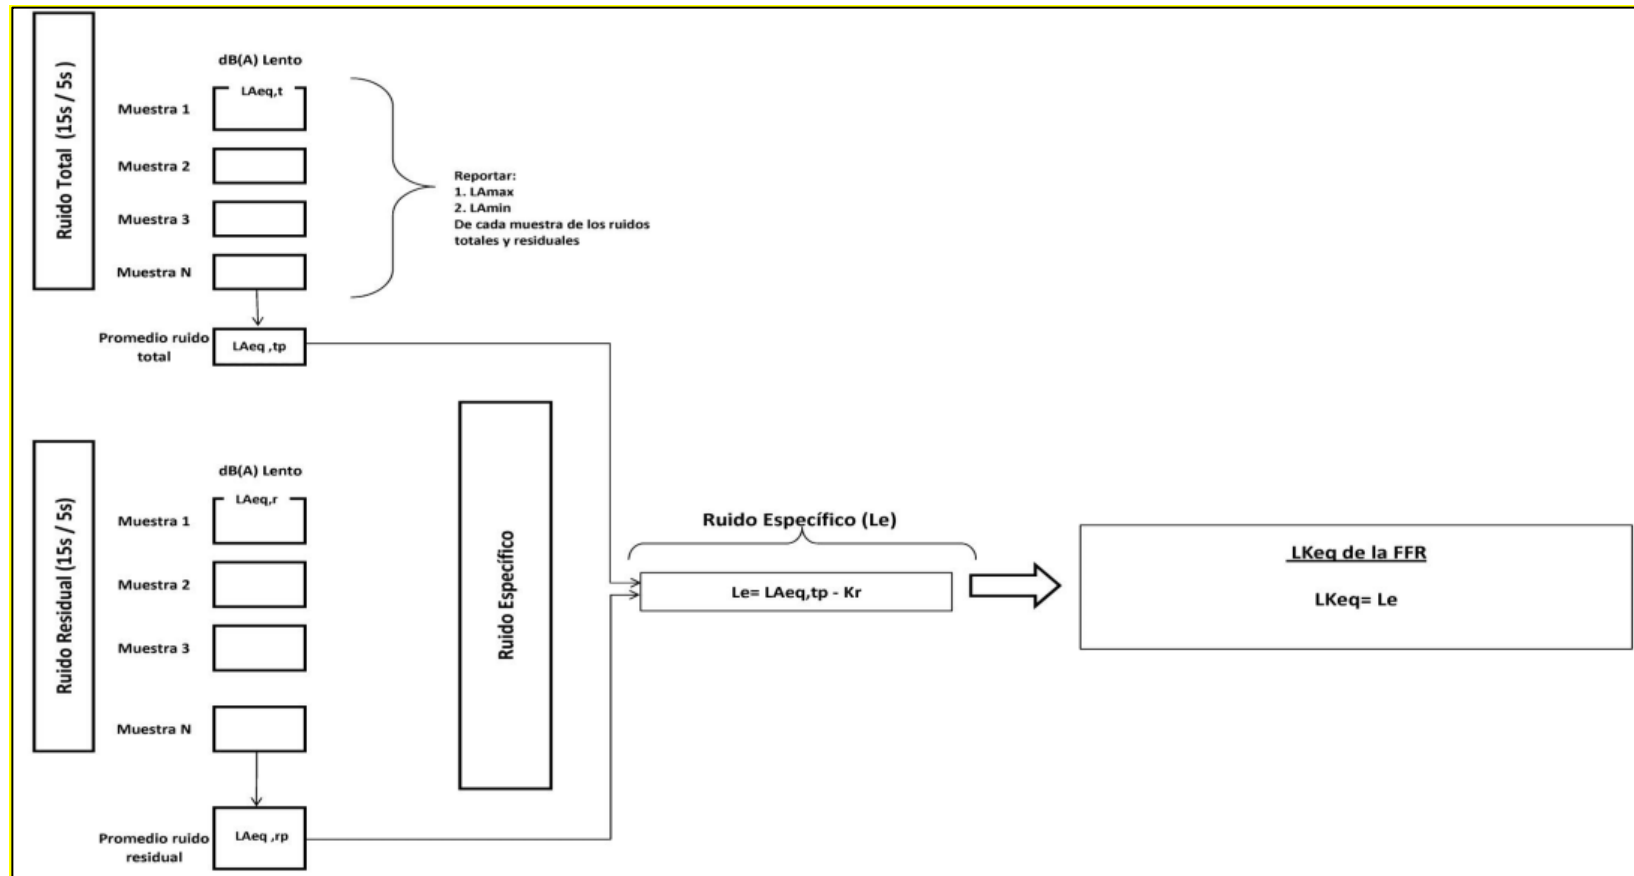 Ruido Total (15s / 5s )
dB(A) Lento
LAeq,t
Muestra 1
Muestra 2
Muestra 3
Muestra N
Reportar:
1. LAmax
2. LAmin
De cada muestra de los ruidos
totales y residuales
Promedio ruido
total
LAeq ,tp
Ruido Residual (15s / 5s)
dB(A) Lento
LAeq,r
Muestra 1
Muestra 2
Muestra 3
Muestra N
Promedio ruido
residual
LAeq ,rp
Ruido Específico
Ruido Específico (Le)
Le= LAeq,tp - Kr
LKeq de la FFR
LKeq= Le